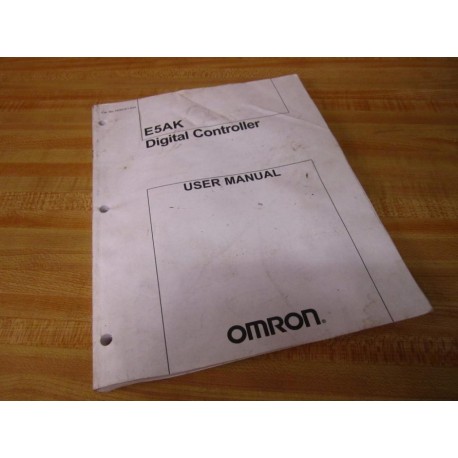 E5AK
Digital Controller
USER MANUAL
OMRON®